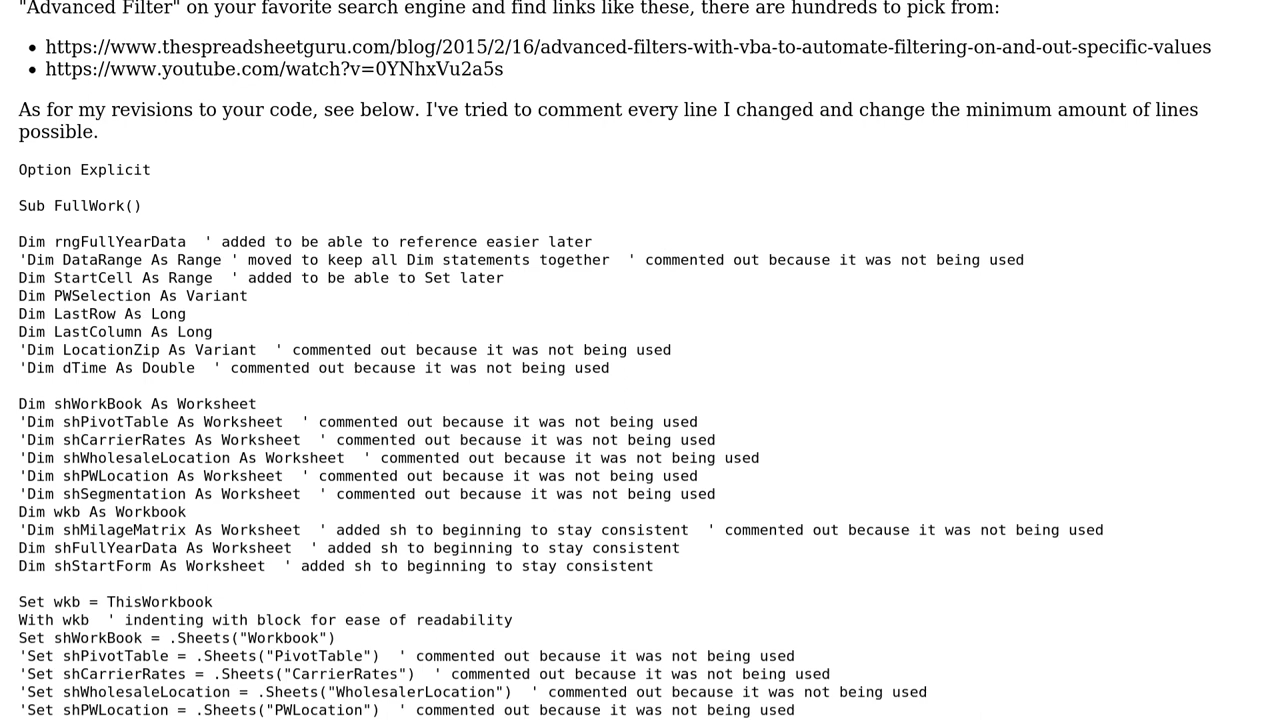 "Advanced Filter" on your favorite search engine and find links like these, there are hundreds to pick from:
• https://www.thespreadsheetguru.com/blog/2015/2/16/advanced-filters-with-vba-to-automate-filtering-on-and-out-specific-values
• https://www.youtube.com/watch?v=0YNhxVu2a5s
As for my revisions to your code, see below. I've tried to comment every line I changed and change the minimum amount of lines
possible.
Option Explicit
Sub FullWork()
Dim rngFullYearData  ' added to be able to reference easier later
'Dim DataRange As Range ' moved to keep all Dim statements together  ' commented out because it was not being used
Dim StartCell As Range  ' added to be able to Set later
Dim PWSelection As Variant
Dim LastRow As Long
Dim LastColumn As Long
'Dim LocationZip As Variant  ' commented out because it was not being used
'Dim dTime As Double  ' commented out because it was not being used
Dim shWorkBook As Worksheet
'Dim shPivotTable As Worksheet  ' commented out because it was not being used
'Dim shCarrierRates As Worksheet  ' commented out because it was not being used
'Dim shWholesaleLocation As Worksheet  ' commented out because it was not being used
'Dim shPWLocation As Worksheet  ' commented out because it was not being used
'Dim shSegmentation As Worksheet  ' commented out because it was not being used
Dim wkb As Workbook
'Dim shMilageMatrix As Worksheet  ' added sh to beginning to stay consistent  ' commented out because it was not being used
Dim shFullYearData As Worksheet  ' added sh to beginning to stay consistent
Dim shStartForm As Worksheet  ' added sh to beginning to stay consistent
Set wkb = ThisWorkbook
With wkb  ' indenting with block for ease of readability
Set shWorkBook = .Sheets("Workbook")
'Set shPivotTable = .Sheets("PivotTable")  ' commented out because it was not being used
'Set shCarrierRates = .Sheets("CarrierRates")  ' commented out because it was not being used
'Set shWholesaleLocation = .Sheets("WholesalerLocation")  ' commented out because it was not being used
'Set shPWLocation = .Sheets("PWLocation")  ' commented out because it was not being used